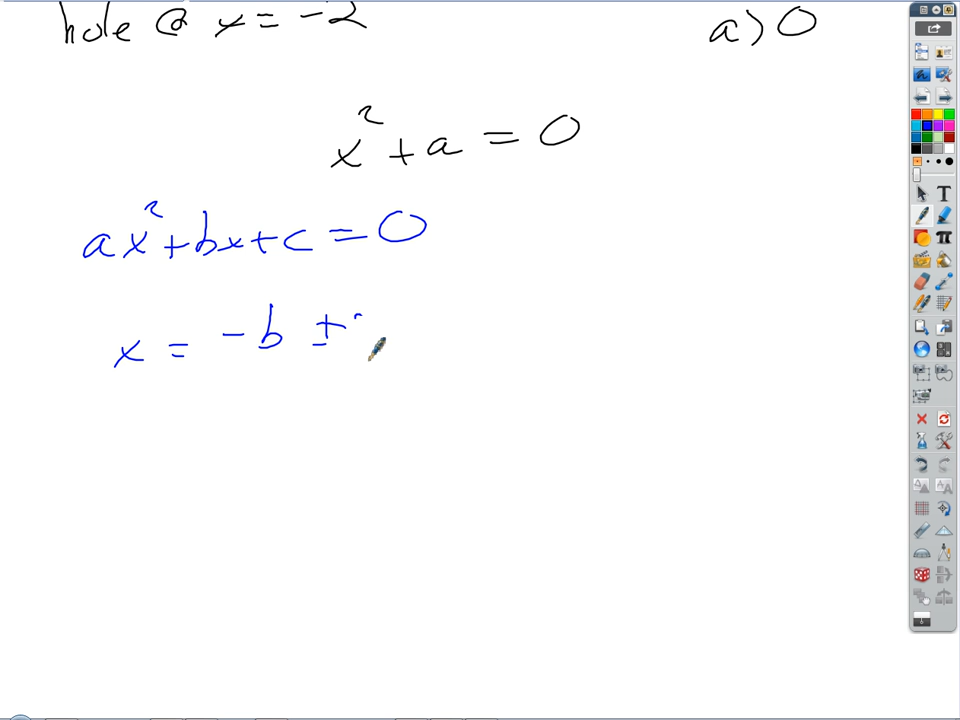 hole @ x = -2
a > 0
x² + a = 0
ax² + bx + c = 0
x = -b ±